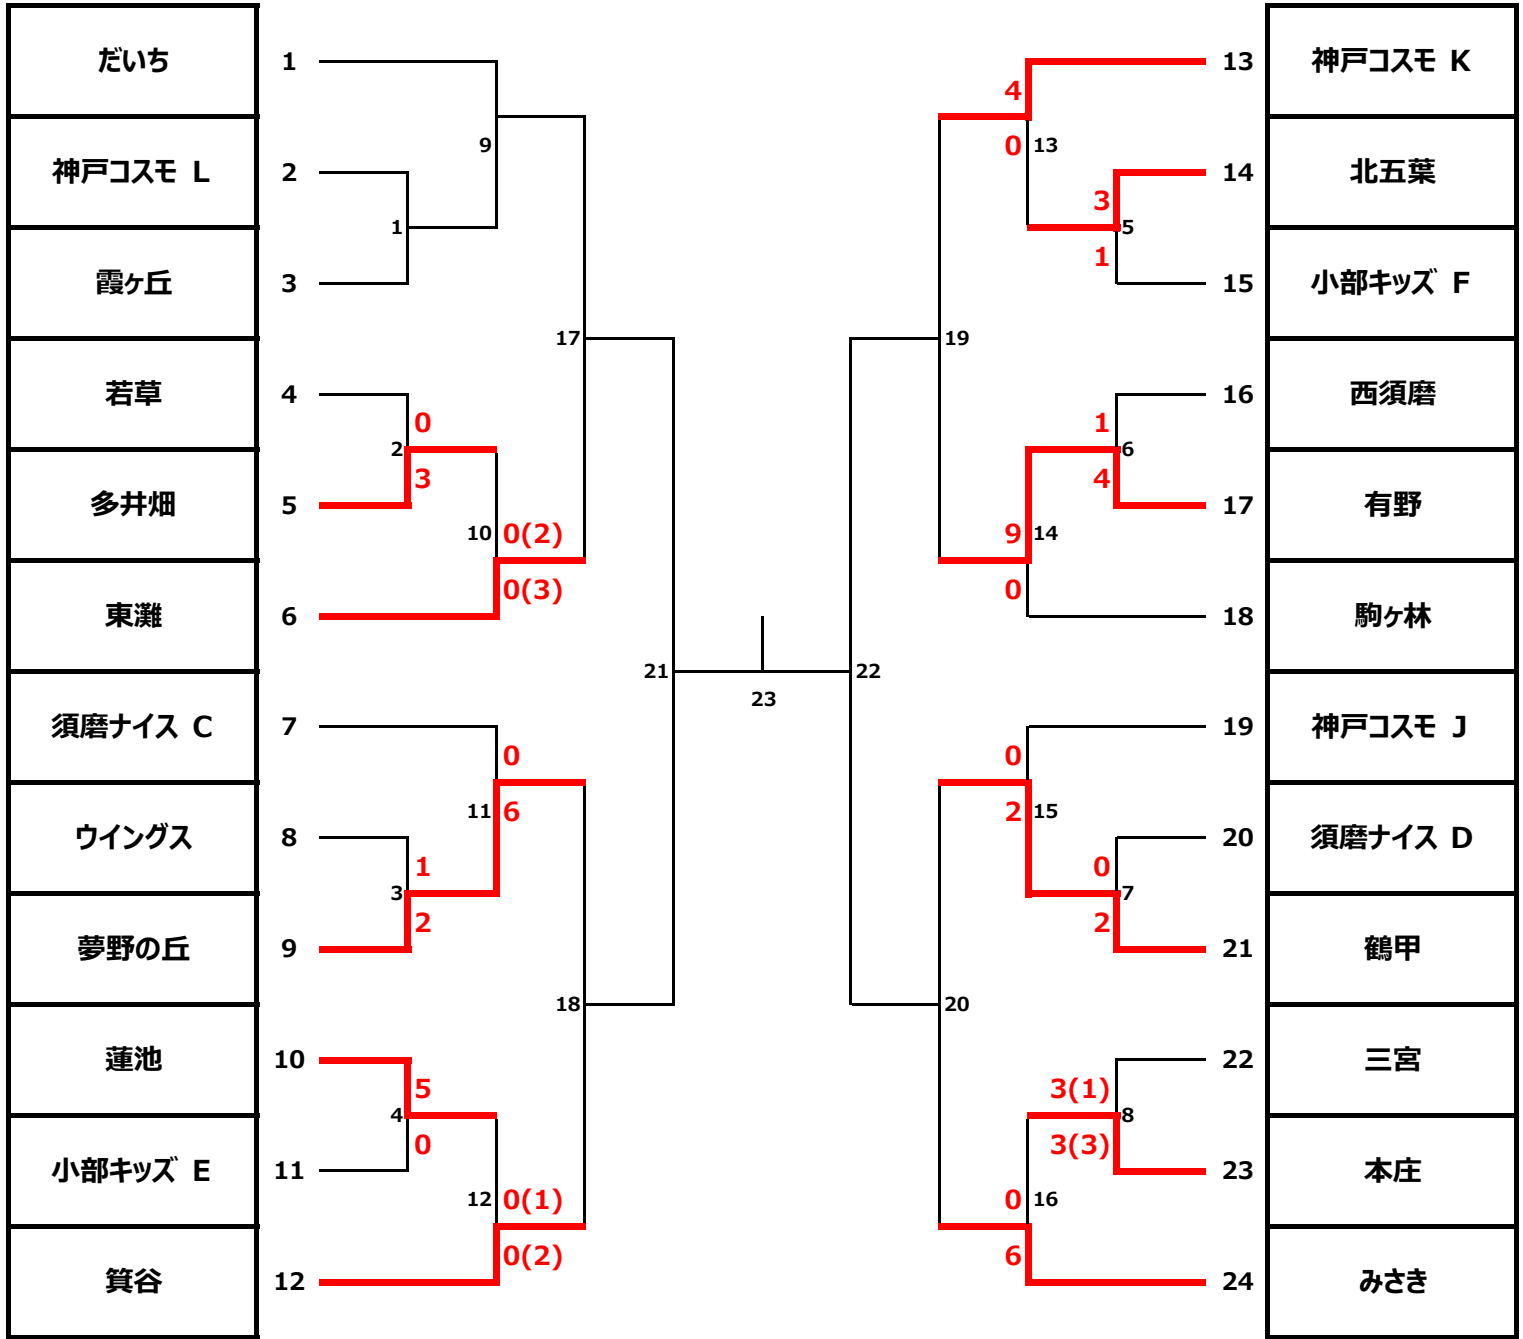 だいち 1 13 神戸コスモ K
4
9 0 13
神戸コスモ L 2 14 北五葉
3
1 5
1
霞ヶ丘 3 15 小部キッズ F
17 19
若草 4 16 西須磨
0 1
2 6
3 4
多井畑 5 17 有野
10 0(2) 9 14
0(3) 0
東灘 6 18 駒ヶ林
21 22
23
須磨ナイス C 7 19 神戸コスモ J
0 0
11 6 2 15
ウイングス 8 20 須磨ナイス D
1 0
3 7
2 2
夢野の丘 9 21 鶴甲
18 20
蓮池 10 22 三宮
5 3(1)
4 8
0 3(3)
小部キッズ E 11 23 本庄
12 0(1) 0 16
0(2) 6
箕谷 12 24 みさき